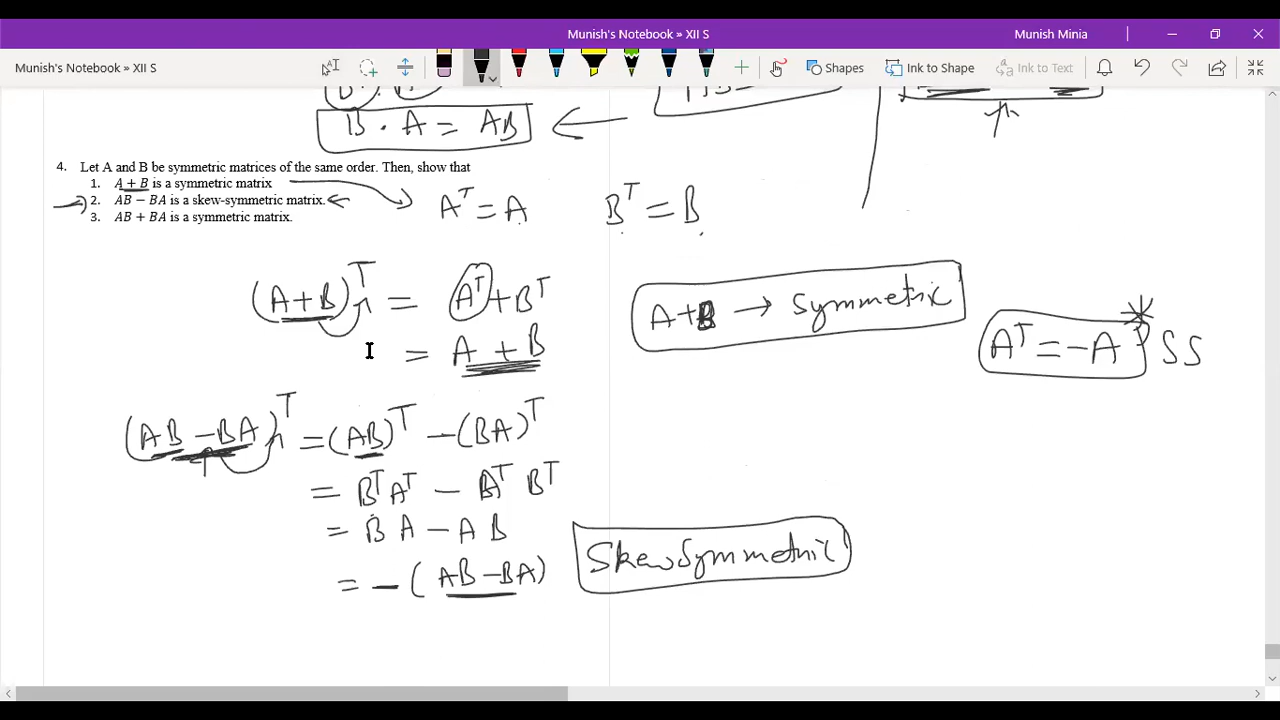 Munish's Notebook » XII S
Munish Minia
Munish's Notebook » XII S
Shapes
Ink to Shape
Ink to Text
B · A = AB
4. Let A and B be symmetric matrices of the same order. Then, show that
1. A + B is a symmetric matrix
2. AB − BA is a skew-symmetric matrix.
3. AB + BA is a symmetric matrix.
A^T = A B^T = B
(A+B)^T = A^T + B^T
= A + B
A+B → Symmetric
A^T = −A SS
(AB − BA)^T = (AB)^T − (BA)^T
= B^T A^T − A^T B^T
= B A − A B
= − (AB − BA)
Skew Symmetric